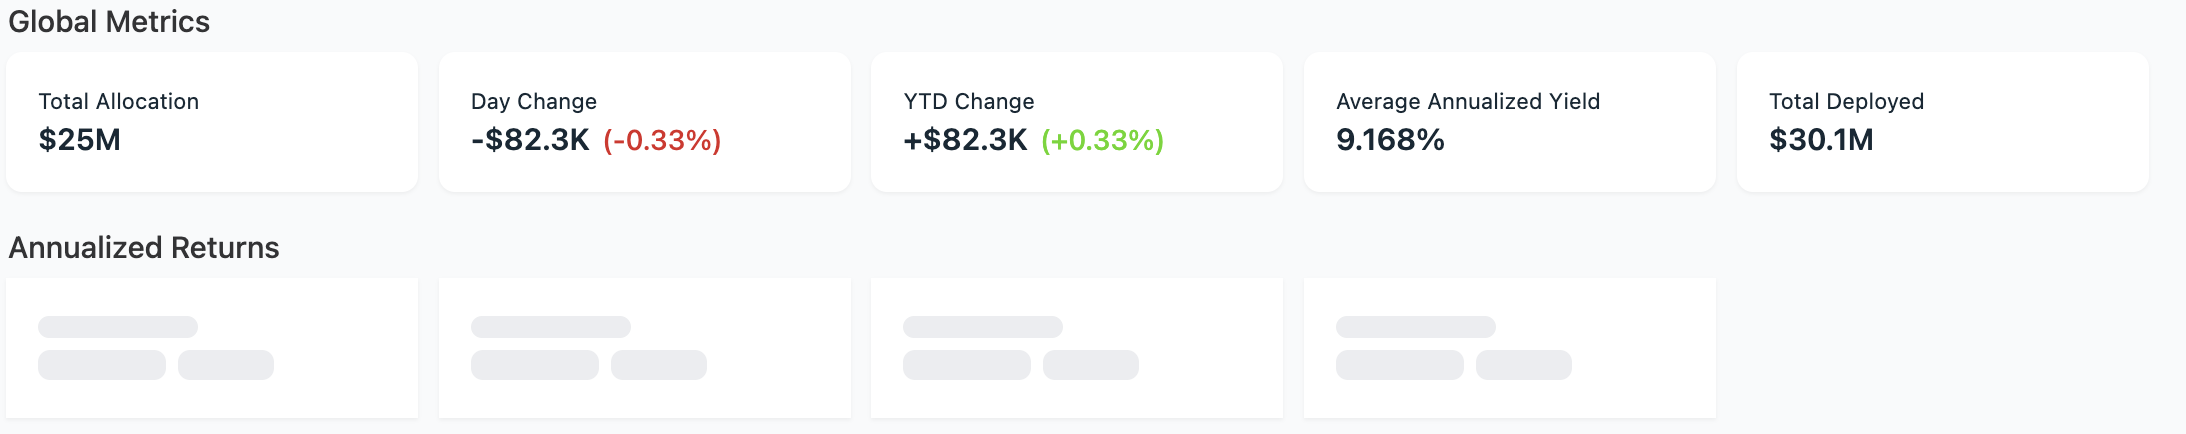 Global Metrics
Total Allocation
$25M
Day Change
-$82.3K (-0.33%)
YTD Change
+$82.3K (+0.33%)
Average Annualized Yield
9.168%
Total Deployed
$30.1M
Annualized Returns